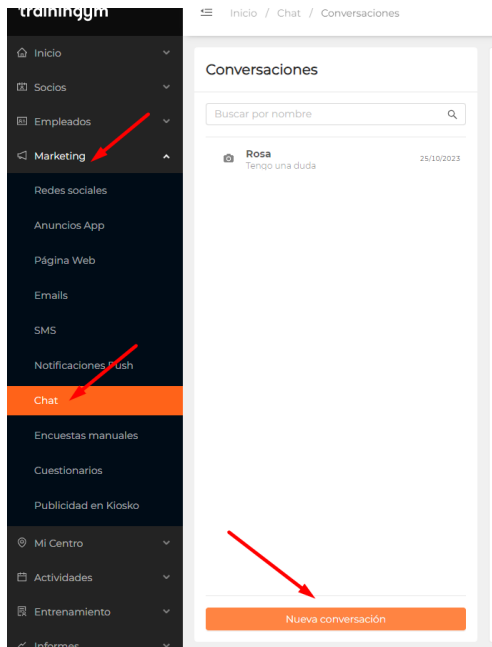 trainingym
Inicio / Chat / Conversaciones
Inicio
Socios
Empleados
Marketing
Redes sociales
Anuncios App
Página Web
Emails
SMS
Notificaciones Push
Chat
Encuestas manuales
Cuestionarios
Publicidad en Kiosko
Mi Centro
Actividades
Entrenamiento
Informes
Conversaciones
Buscar por nombre
Rosa
25/10/2023
Tengo una duda
Nueva conversación